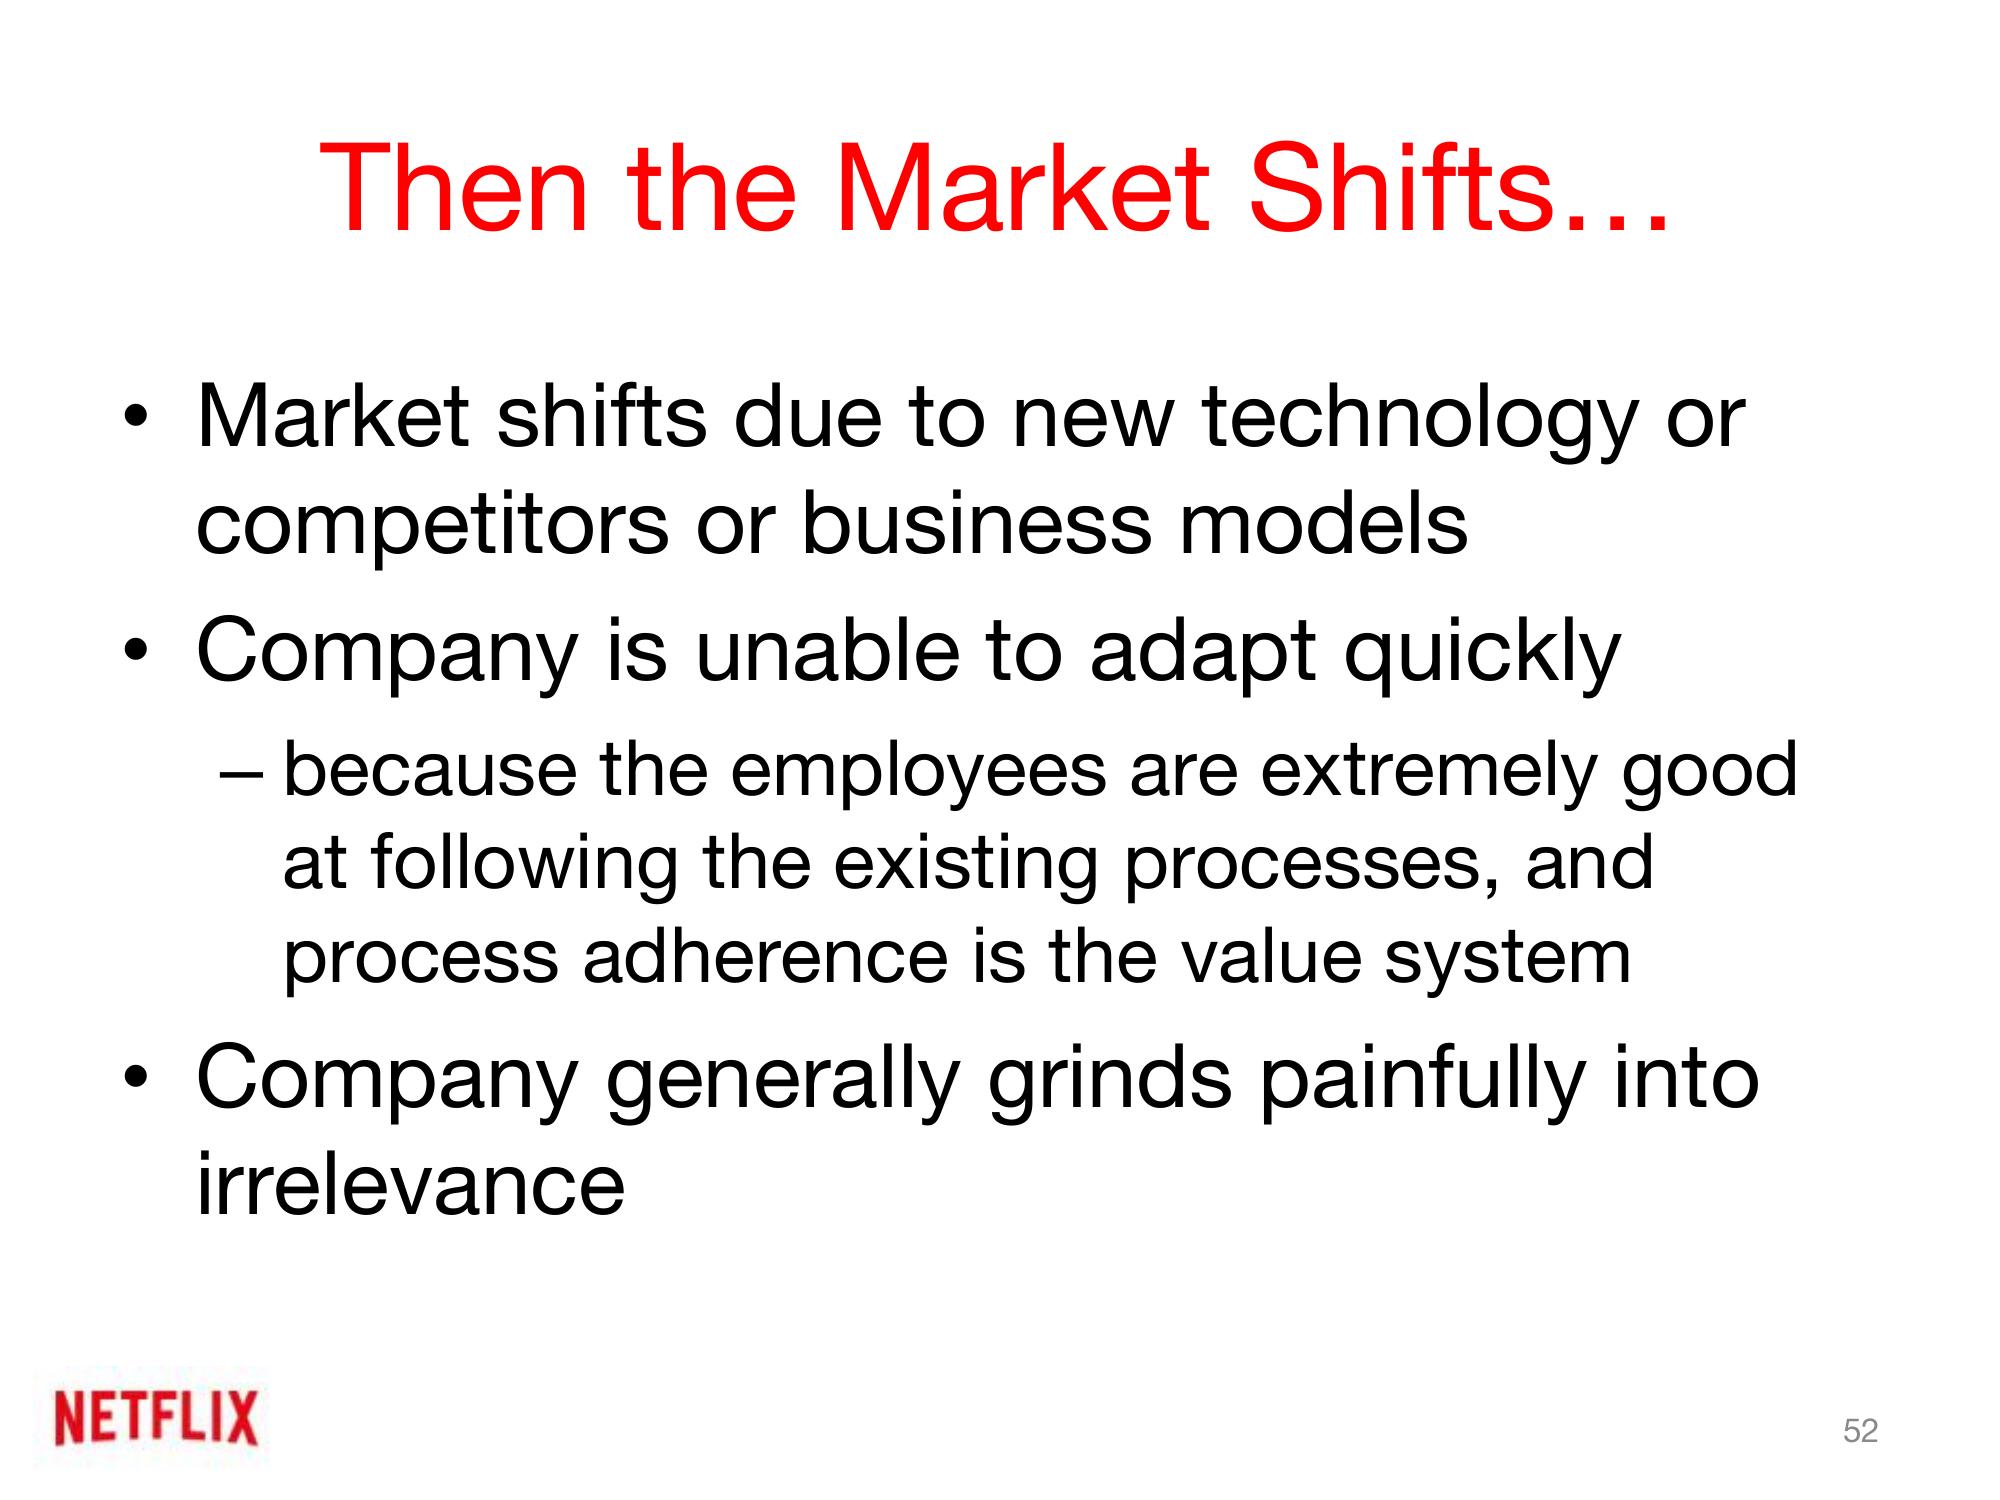 Then the Market Shifts…
• Market shifts due to new technology or
competitors or business models
• Company is unable to adapt quickly
– because the employees are extremely good
at following the existing processes, and
process adherence is the value system
• Company generally grinds painfully into
irrelevance
NETFLIX
52